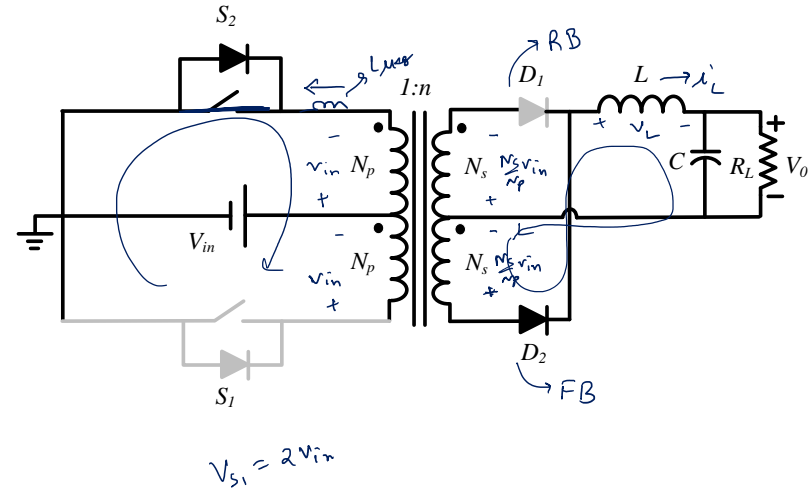 S2
RB
Lμ
1:n
D1
L → iL
+ vL -
- vin +
Np
Ns
- Ns/Np vin +
C
RL
+ V0 -
Vin
- vin +
Np
Ns
- Ns/Np vin +
D2
FB
S1
VS1 = 2Vin